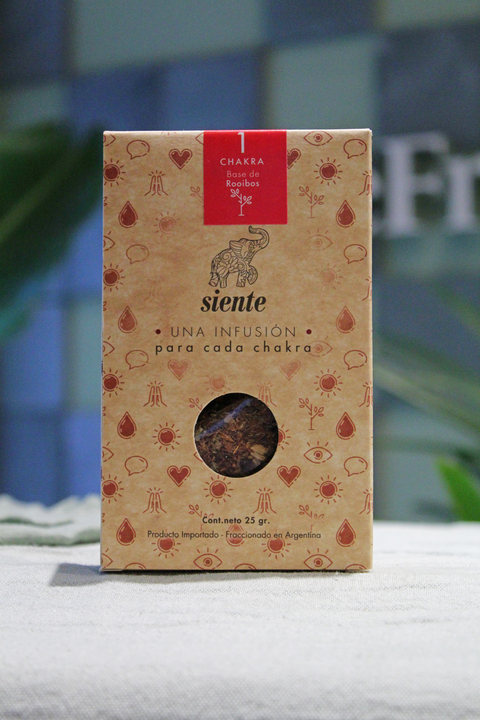 1
CHAKRA
Base de
Rooibos
siente
• UNA INFUSIÓN •
para cada chakra
Cont.neto 25 gr.
Producto Importado - Fraccionado en Argentina